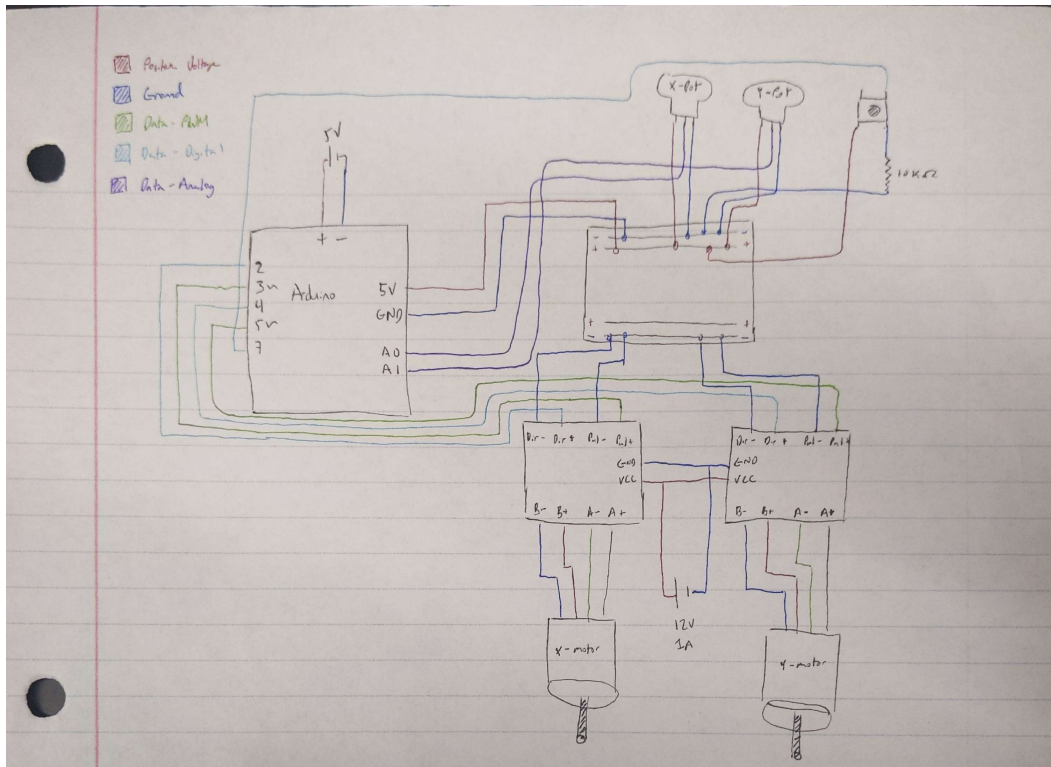 Positive Voltage
Ground
Data - PWM
Data - Digital
Data - Analog
5V
+ -
X-Pot
Y-Pot
10KΩ
Arduino
2
3~
4
5~
7
5V
GND
A0
A1
- -
+ +
+ +
- -
Dir- Dir+ Pul- Pul+
GND
VCC
B- B+ A- A+
Dir- Dir+ Pul- Pul+
GND
VCC
B- B+ A- A+
12V
1A
X-motor
Y-motor